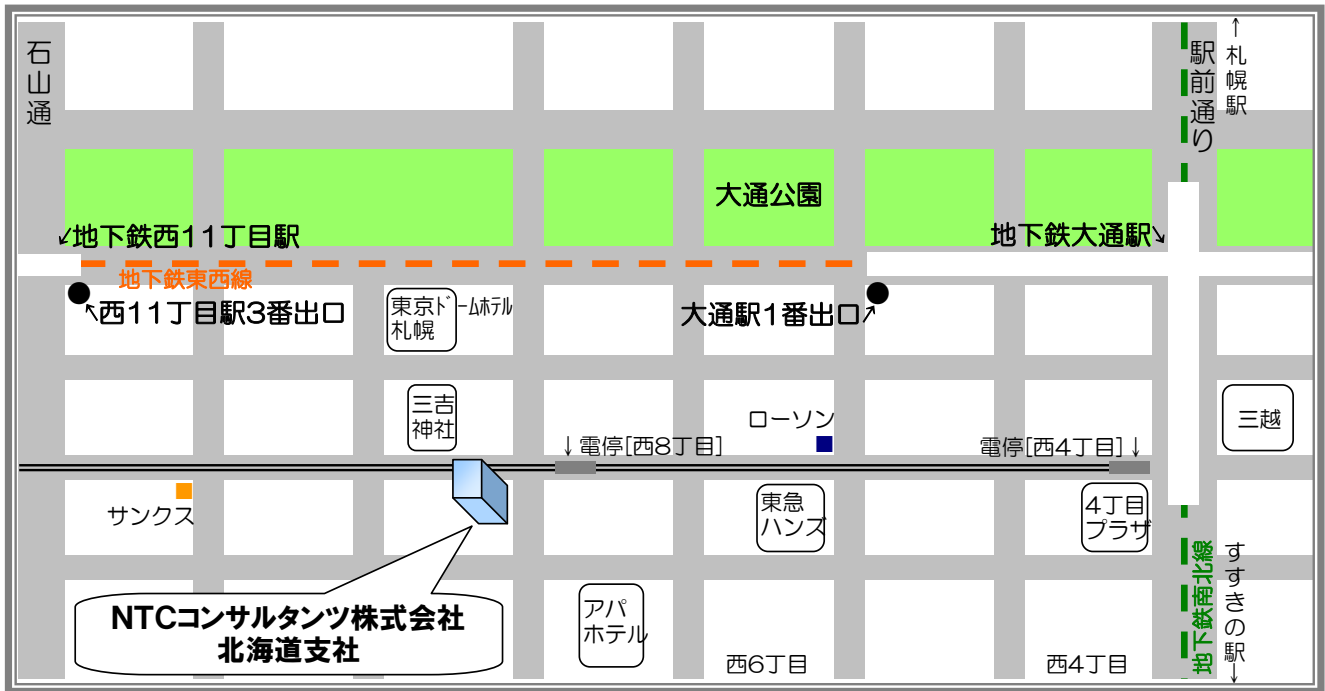 石山通
駅前通り
↑札幌駅
大通公園
↙地下鉄西11丁目駅
地下鉄大通駅↘
地下鉄東西線
↖西11丁目駅3番出口
東京ドームホテル
札幌
大通駅1番出口↗
三吉
神社
ローソン
三越
↓電停[西8丁目]
電停[西4丁目]↓
サンクス
東急
ハンズ
4丁目
プラザ
NTCコンサルタンツ株式会社
北海道支社
アパ
ホテル
西6丁目
西4丁目
地下鉄南北線
すすきの駅↓